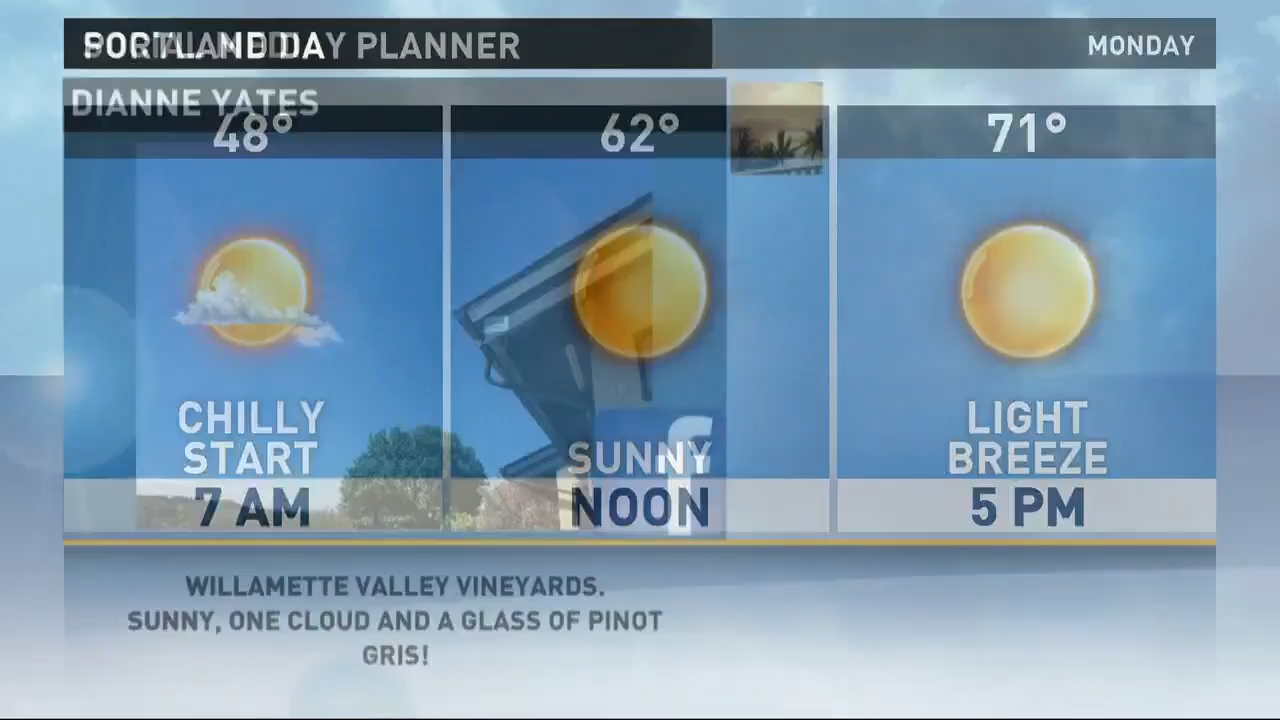 PORTLAND DAY PLANNER
MONDAY
DIANNE YATES
48°
62°
71°
CHILLY
START
SUNNY
LIGHT
BREEZE
7 AM
NOON
5 PM
f
WILLAMETTE VALLEY VINEYARDS.
SUNNY, ONE CLOUD AND A GLASS OF PINOT
GRIS!